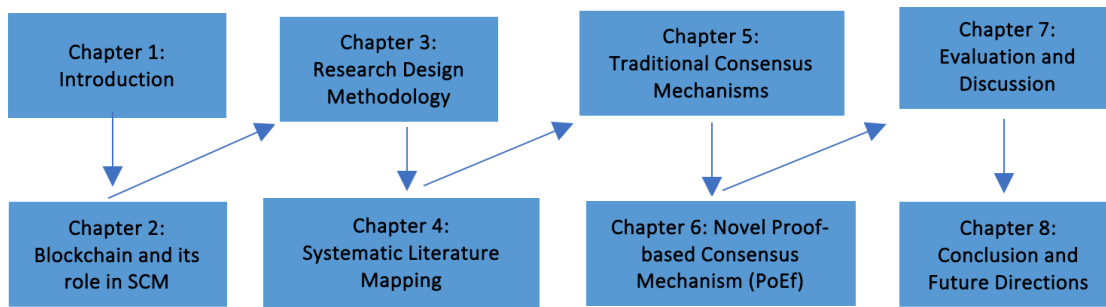 Chapter 1:
Introduction
Chapter 2:
Blockchain and its
role in SCM
Chapter 3:
Research Design
Methodology
Chapter 4:
Systematic Literature
Mapping
Chapter 5:
Traditional Consensus
Mechanisms
Chapter 6: Novel Proof-
based Consensus
Mechanism (PoEf)
Chapter 7:
Evaluation and
Discussion
Chapter 8:
Conclusion and
Future Directions